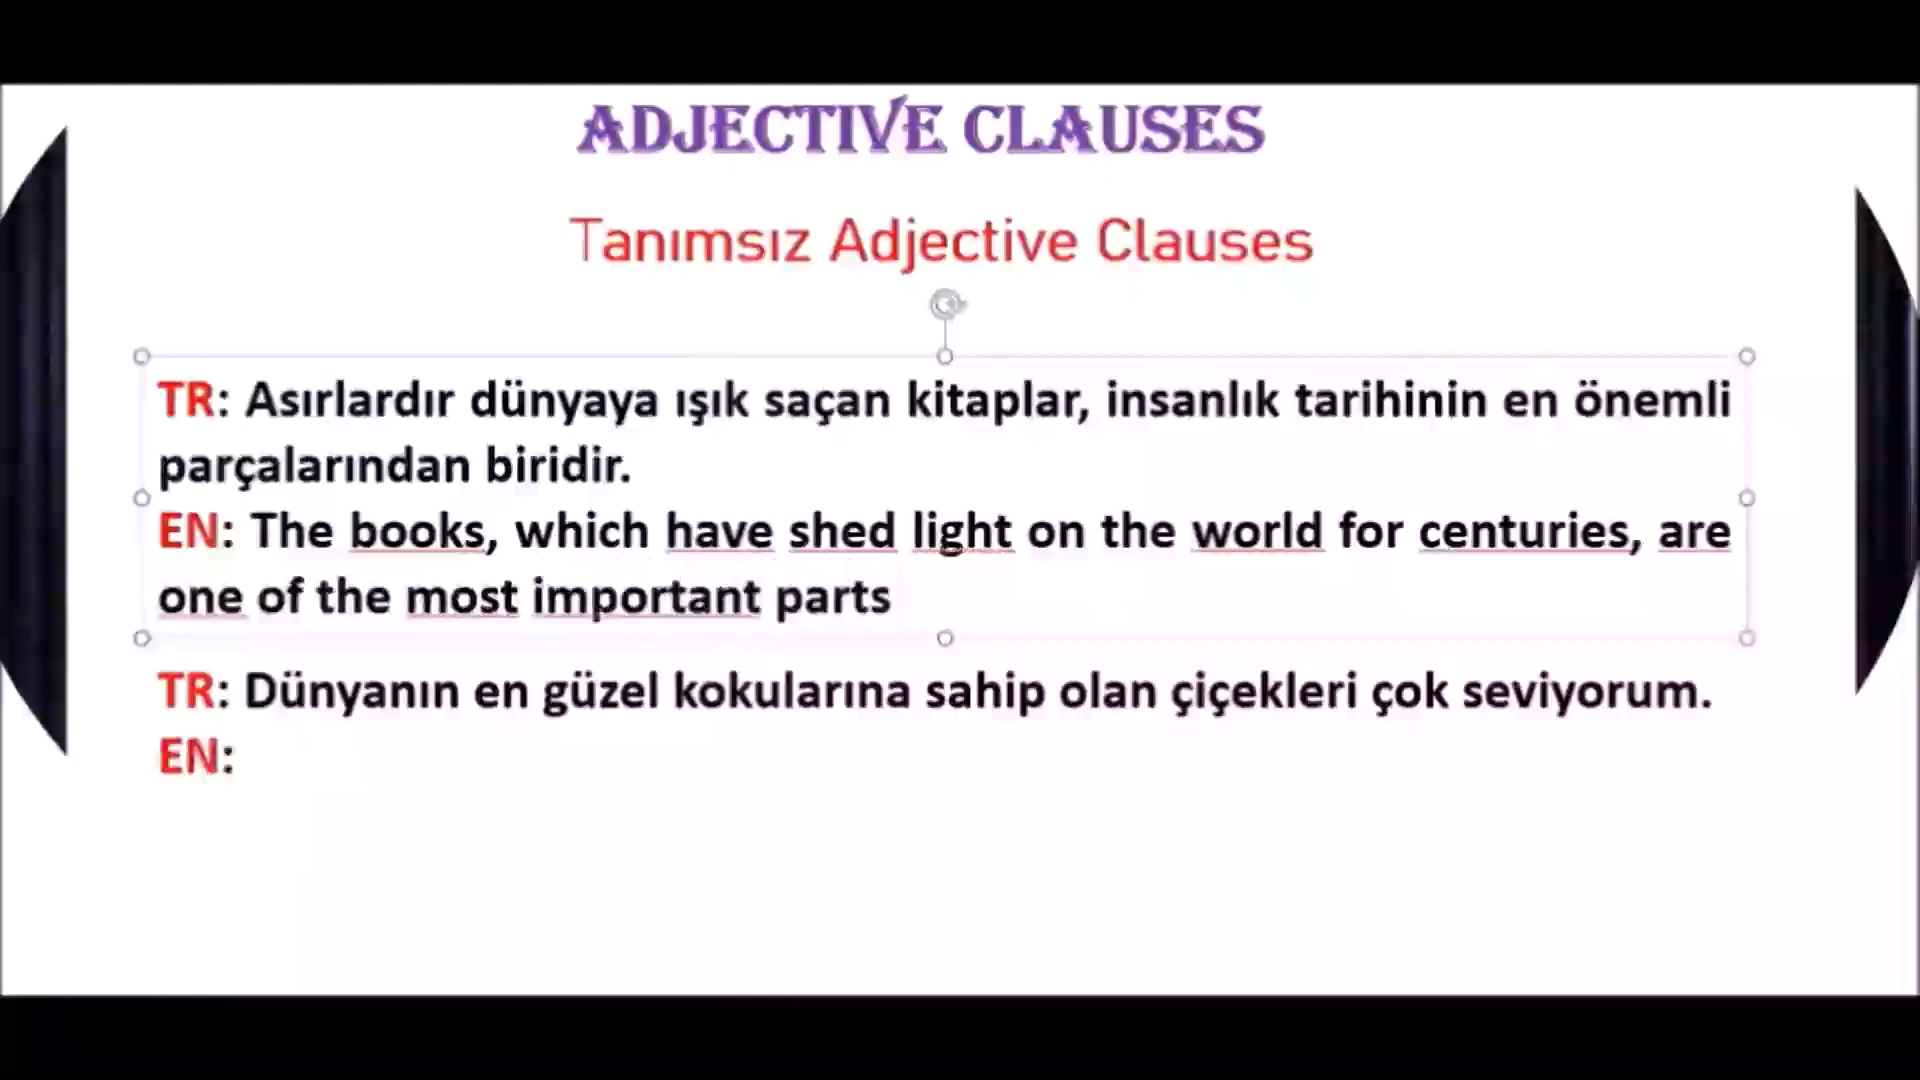 ADJECTIVE CLAUSES
Tanımsız Adjective Clauses
TR: Asırlardır dünyaya ışık saçan kitaplar, insanlık tarihinin en önemli
parçalarından biridir.
EN: The books, which have shed light on the world for centuries, are
one of the most important parts
TR: Dünyanın en güzel kokularına sahip olan çiçekleri çok seviyorum.
EN: